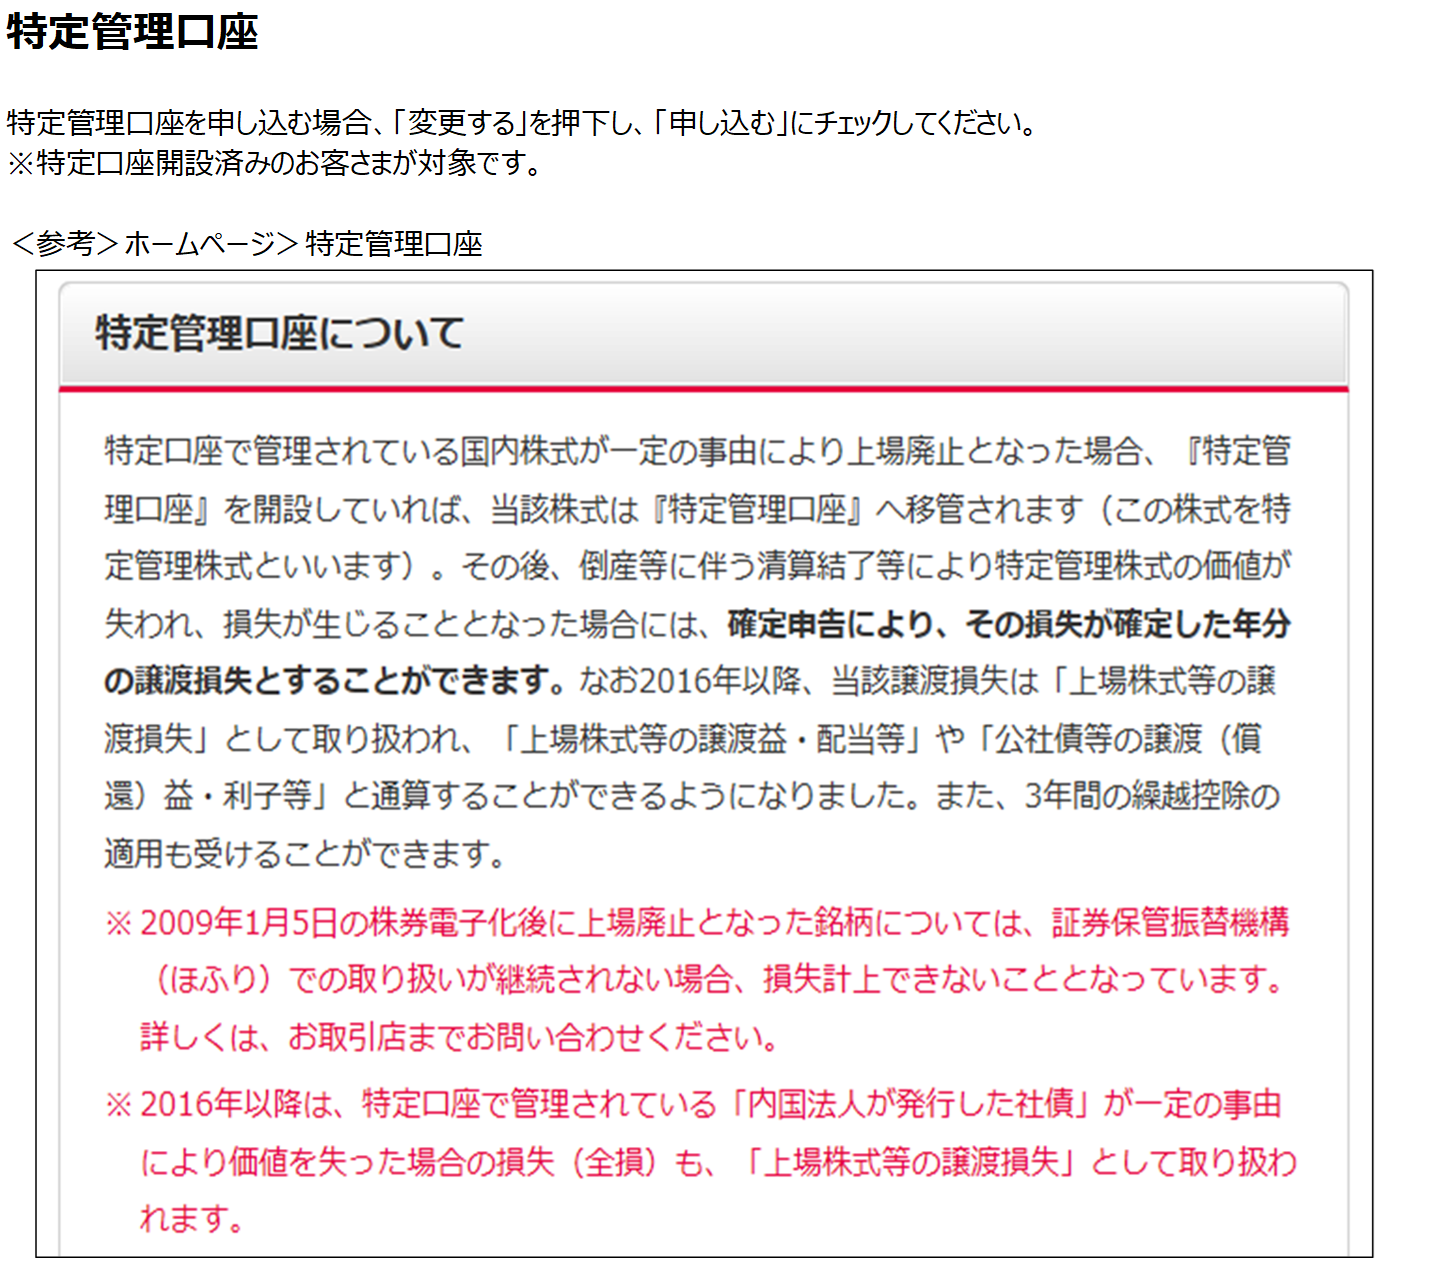 特定管理口座
特定管理口座を申し込む場合、「変更する」を押下し、「申し込む」にチェックしてください。
※特定口座開設済みのお客さまが対象です。
＜参考＞ホームページ＞特定管理口座
特定管理口座について
特定口座で管理されている国内株式が一定の事由により上場廃止となった場合、『特定管
理口座』を開設していれば、当該株式は『特定管理口座』へ移管されます（この株式を特
定管理株式といいます）。その後、倒産等に伴う清算結了等により特定管理株式の価値が
失われ、損失が生じることとなった場合には、確定申告により、その損失が確定した年分
の譲渡損失とすることができます。なお2016年以降、当該譲渡損失は「上場株式等の譲
渡損失」として取り扱われ、「上場株式等の譲渡益・配当等」や「公社債等の譲渡（償
還）益・利子等」と通算することができるようになりました。また、3年間の繰越控除の
適用も受けることができます。
※ 2009年1月5日の株券電子化後に上場廃止となった銘柄については、証券保管振替機構
（ほふり）での取り扱いが継続されない場合、損失計上できないこととなっています。
詳しくは、お取引店までお問い合わせください。
※ 2016年以降は、特定口座で管理されている「内国法人が発行した社債」が一定の事由
により価値を失った場合の損失（全損）も、「上場株式等の譲渡損失」として取り扱わ
れます。